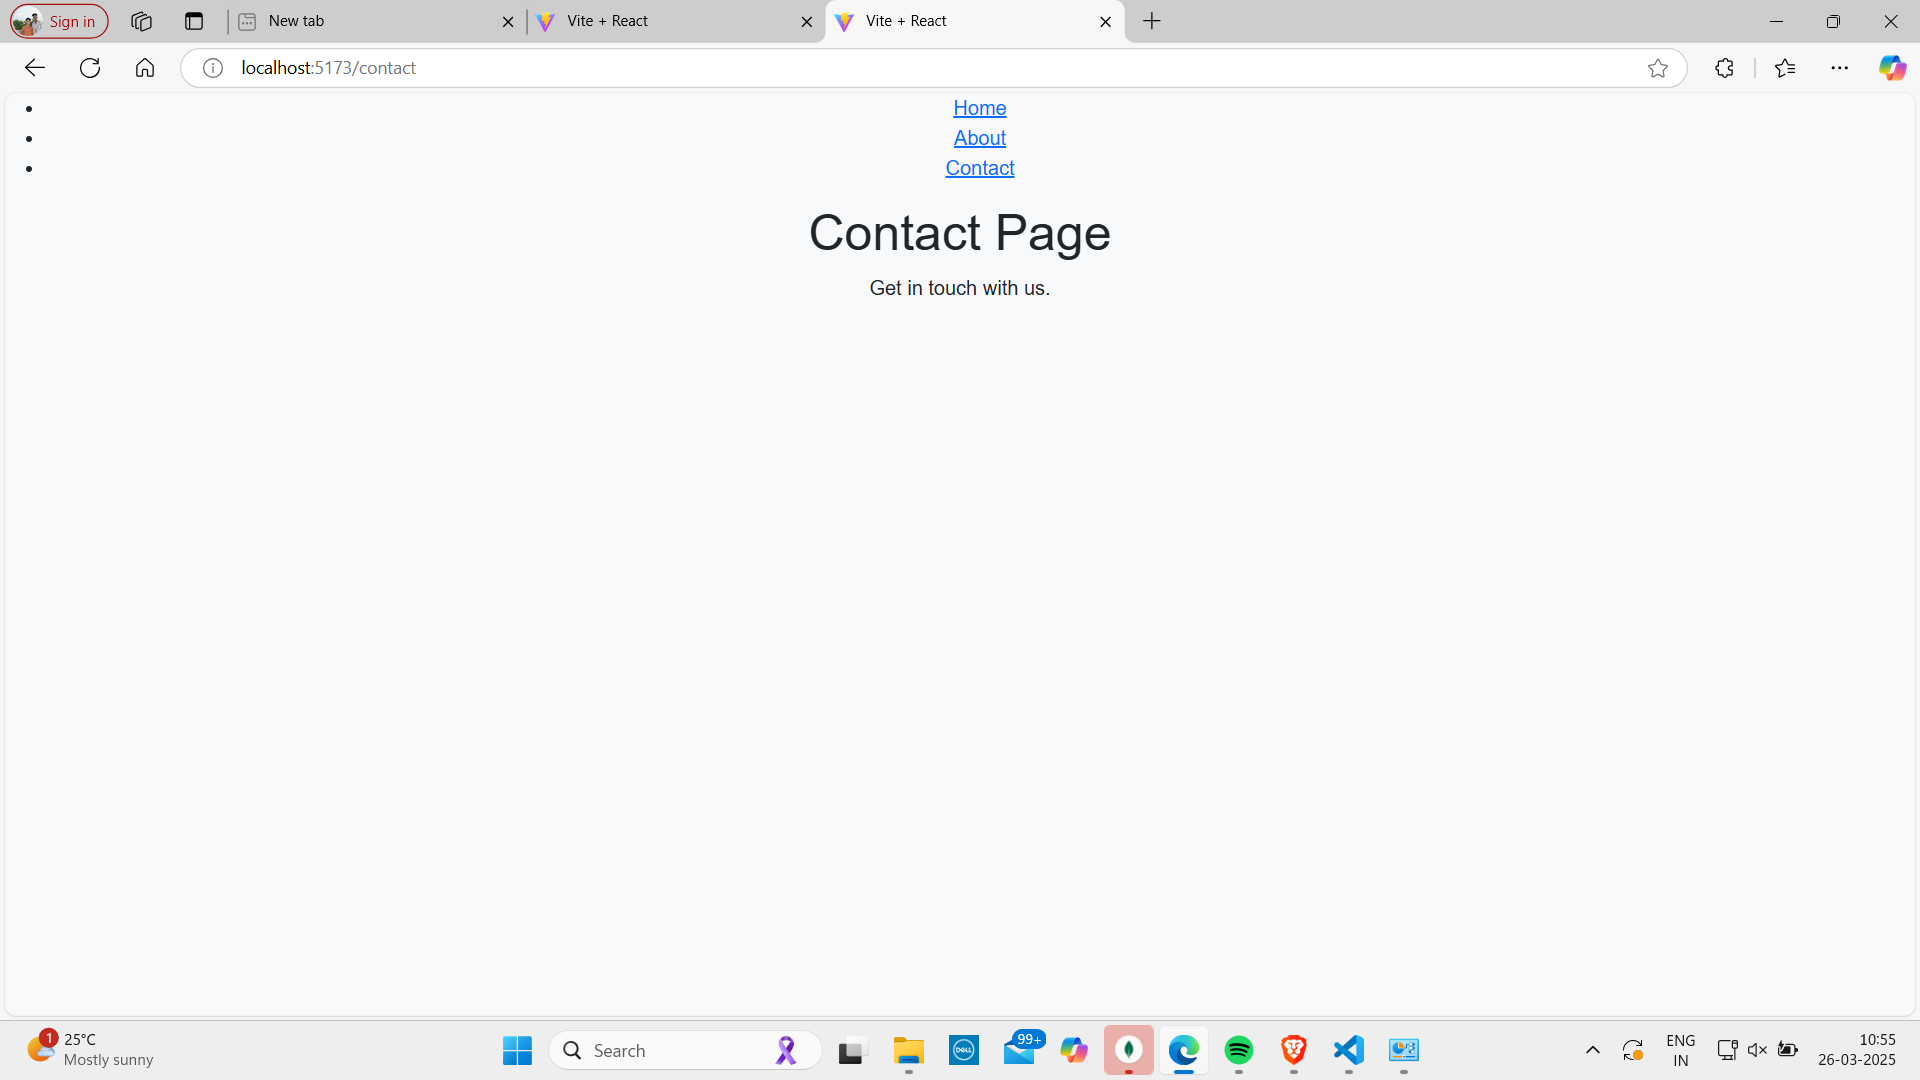 Sign in
New tab
Vite + React
Vite + React
localhost:5173/contact
Home
About
Contact
Contact Page
Get in touch with us.
1
25°C
Mostly sunny
Search
DELL
99+
ENG
IN
10:55
26-03-2025